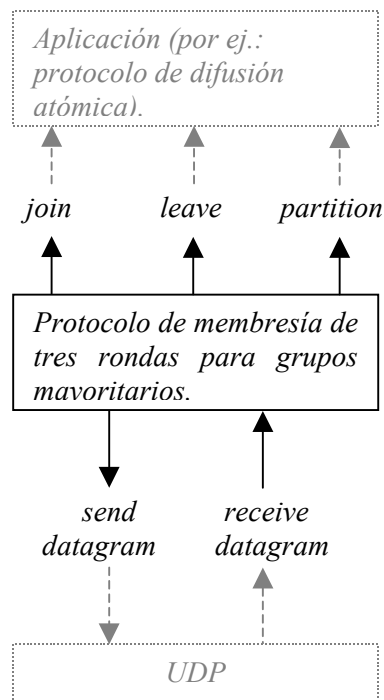 Aplicación (por ej.:
protocolo de difusión
atómica).
join leave partition
Protocolo de membresía de
tres rondas para grupos
mavoritarios.
send receive
datagram datagram
UDP